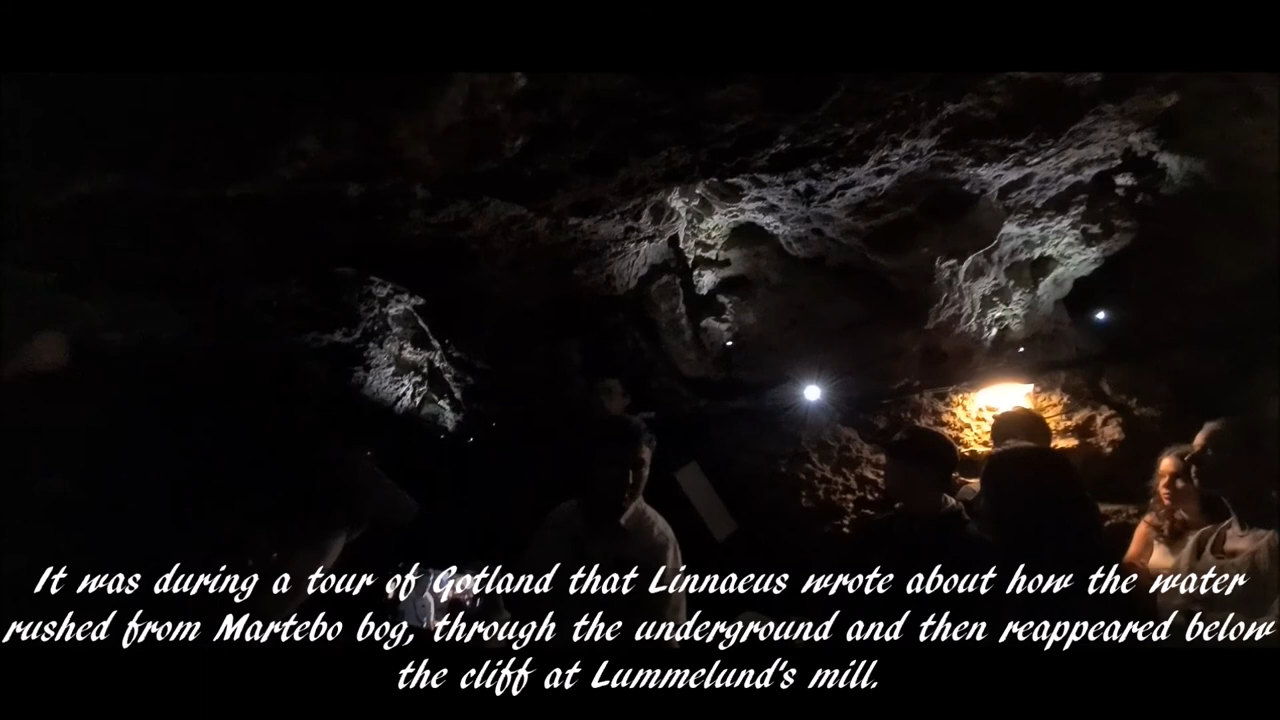 It was during a tour of Gotland that Linnaeus wrote about how the water
rushed from Martebo bog, through the underground and then reappeared below
the cliff at Lummelund's mill.